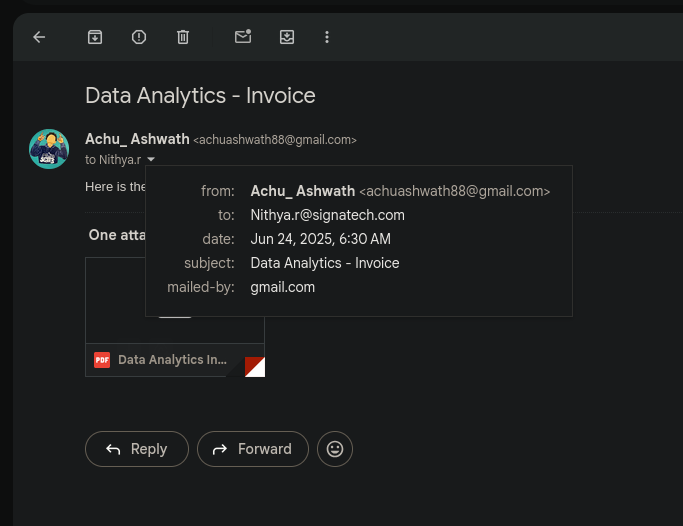 Data Analytics - Invoice
Achu_ Ashwath <achuashwath88@gmail.com>
to Nithya.r
Here is the
from: Achu_ Ashwath <achuashwath88@gmail.com>
to: Nithya.r@signatech.com
date: Jun 24, 2025, 6:30 AM
subject: Data Analytics - Invoice
mailed-by: gmail.com
One atta
PDF Data Analytics In...
Reply Forward